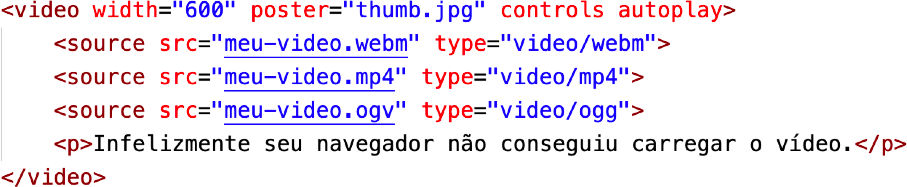 <video width="600" poster="thumb.jpg" controls autoplay>
<source src="meu-video.webm" type="video/webm">
<source src="meu-video.mp4" type="video/mp4">
<source src="meu-video.ogv" type="video/ogg">
<p>Infelizmente seu navegador não conseguiu carregar o vídeo.</p>
</video>